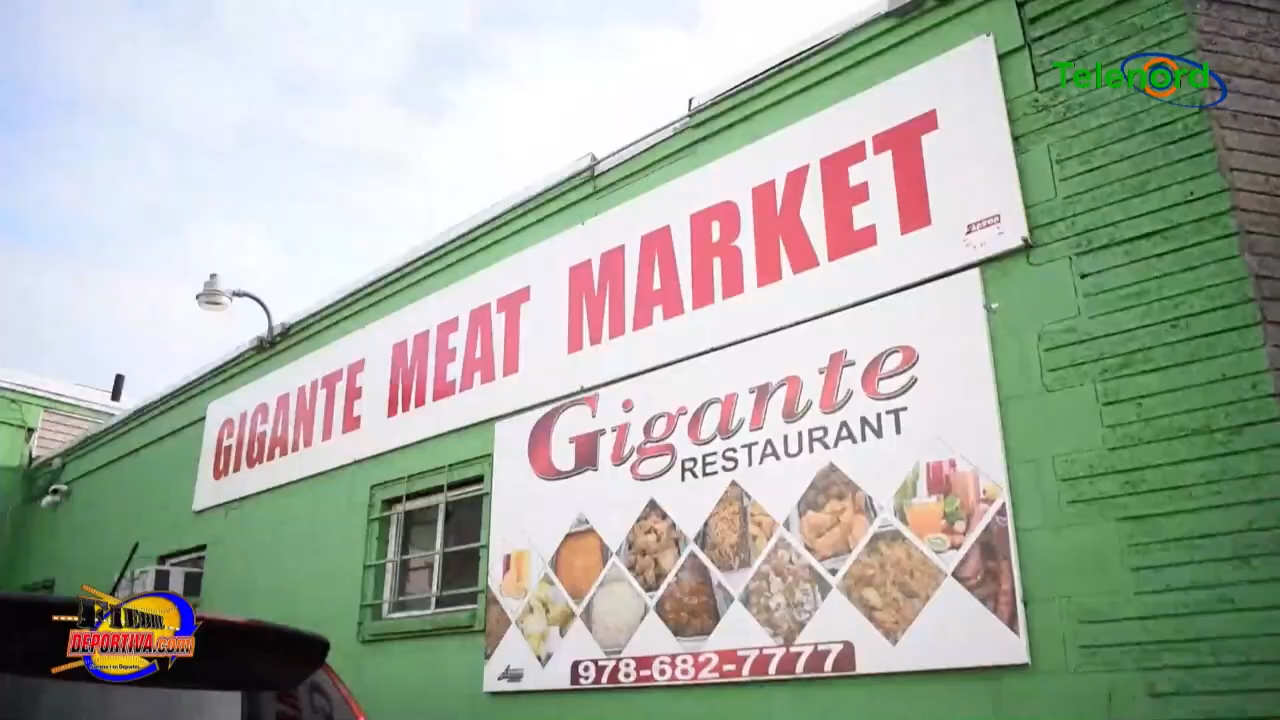 Telenord
GIGANTE MEAT MARKET
Gigante
RESTAURANT
978-682-7777
DEPORTIVA.com